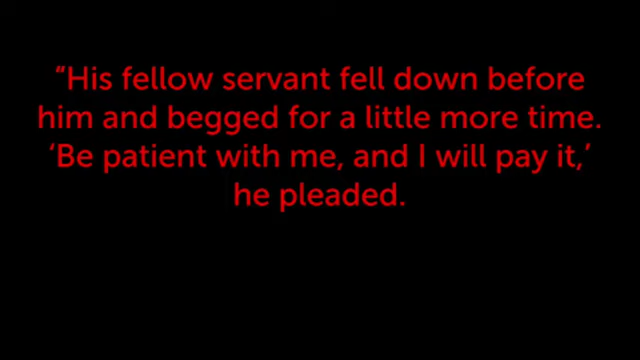 “His fellow servant fell down before
him and begged for a little more time.
‘Be patient with me, and I will pay it,’
he pleaded.